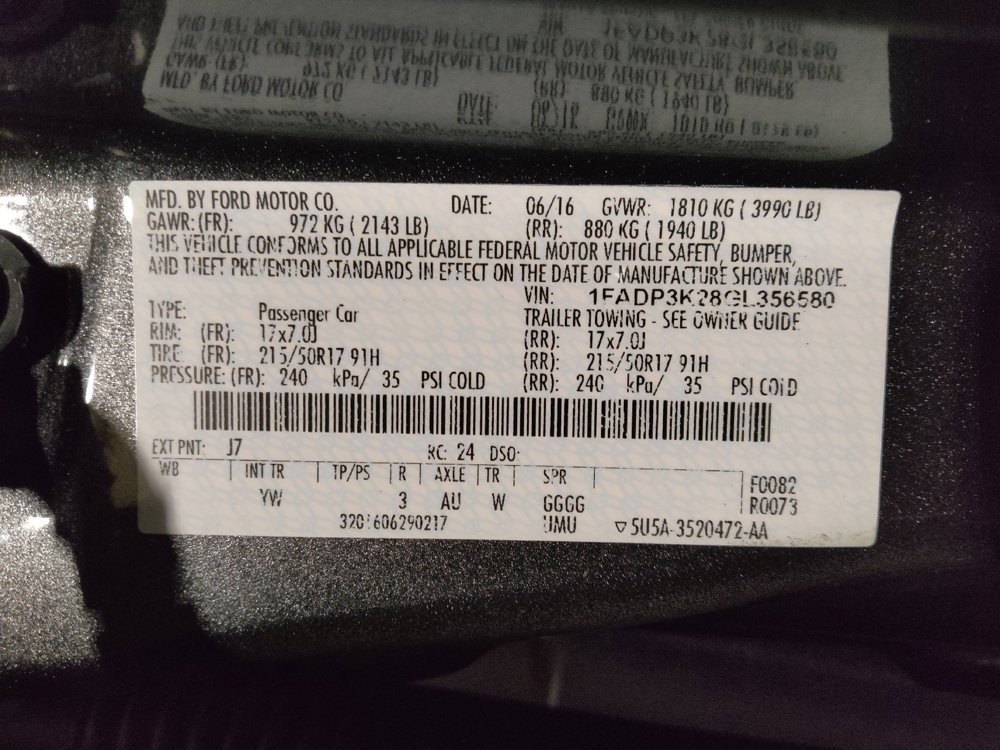 MFD. BY FORD MOTOR CO. DATE: 06/16 GVWR: 1810 KG ( 3990 LB)
GAWR: (FR): 972 KG ( 2143 LB) (RR): 880 KG ( 1940 LB)
THIS VEHICLE CONFORMS TO ALL APPLICABLE FEDERAL MOTOR VEHICLE SAFETY, BUMPER,
AND THEFT PREVENTION STANDARDS IN EFFECT ON THE DATE OF MANUFACTURE SHOWN ABOVE.
VIN: 1FADP3K28GL356580
TYPE: Passenger Car TRAILER TOWING - SEE OWNER GUIDE
RIM: (FR): 17x7.0J (RR): 17x7.0J
TIRE: (FR): 215/50R17 91H (RR): 215/50R17 91H
PRESSURE: (FR): 240 kPa/ 35 PSI COLD (RR): 240 kPa/ 35 PSI COLD
EXT PNT: J7 RC: 24 DSO:
WB | INT TR | TP/PS | R | AXLE | TR | SPR | F0082
YW 3 AU W GGGG R0073
3201606290217 UMU ▽5U5A-3520472-AA